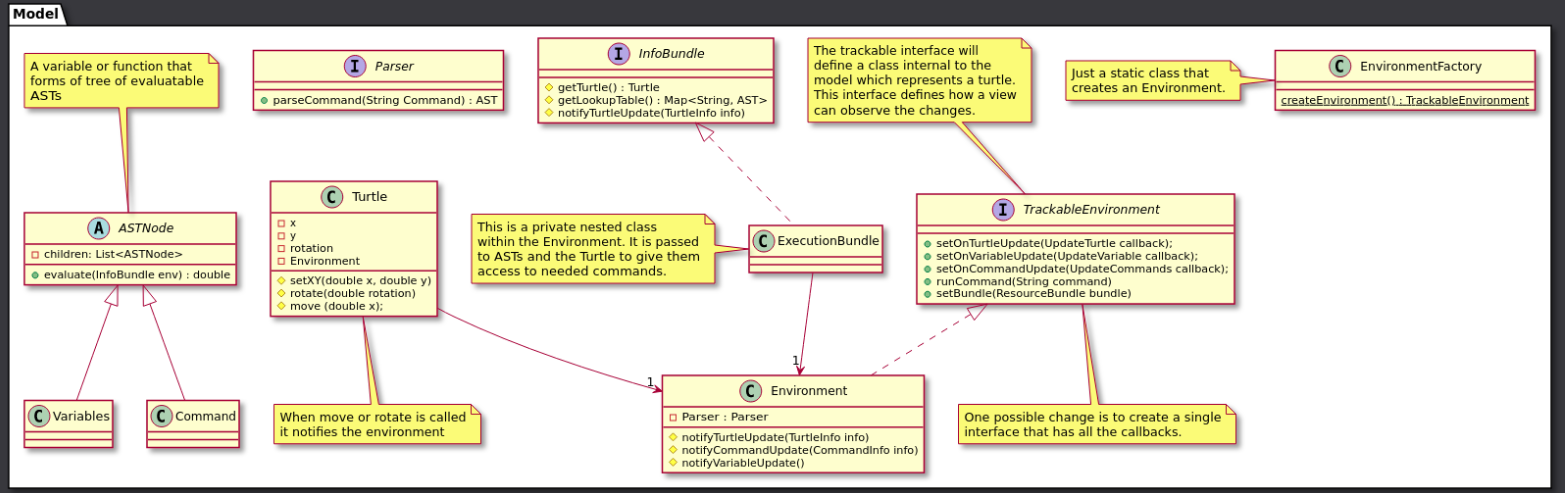 Model
A variable or function that
forms of tree of evaluatable
ASTs
I Parser
parseCommand(String Command) : AST
I InfoBundle
getTurtle() : Turtle
getLookupTable() : Map<String, AST>
notifyTurtleUpdate(TurtleInfo info)
The trackable interface will
define a class internal to the
model which represents a turtle.
This interface defines how a view
can observe the changes.
Just a static class that
creates an Environment.
C EnvironmentFactory
createEnvironment() : TrackableEnvironment
A ASTNode
children: List<ASTNode>
evaluate(InfoBundle env) : double
C Turtle
x
y
rotation
Environment
setXY(double x, double y)
rotate(double rotation)
move (double x);
This is a private nested class
within the Environment. It is passed
to ASTs and the Turtle to give them
access to needed commands.
C ExecutionBundle
I TrackableEnvironment
setOnTurtleUpdate(UpdateTurtle callback);
setOnVariableUpdate(UpdateVariable callback);
setOnCommandUpdate(UpdateCommands callback);
runCommand(String command)
setBundle(ResourceBundle bundle)
1
1
C Variables
C Command
When move or rotate is called
it notifies the environment
C Environment
Parser : Parser
notifyTurtleUpdate(TurtleInfo info)
notifyCommandUpdate(CommandInfo info)
notifyVariableUpdate()
One possible change is to create a single
interface that has all the callbacks.